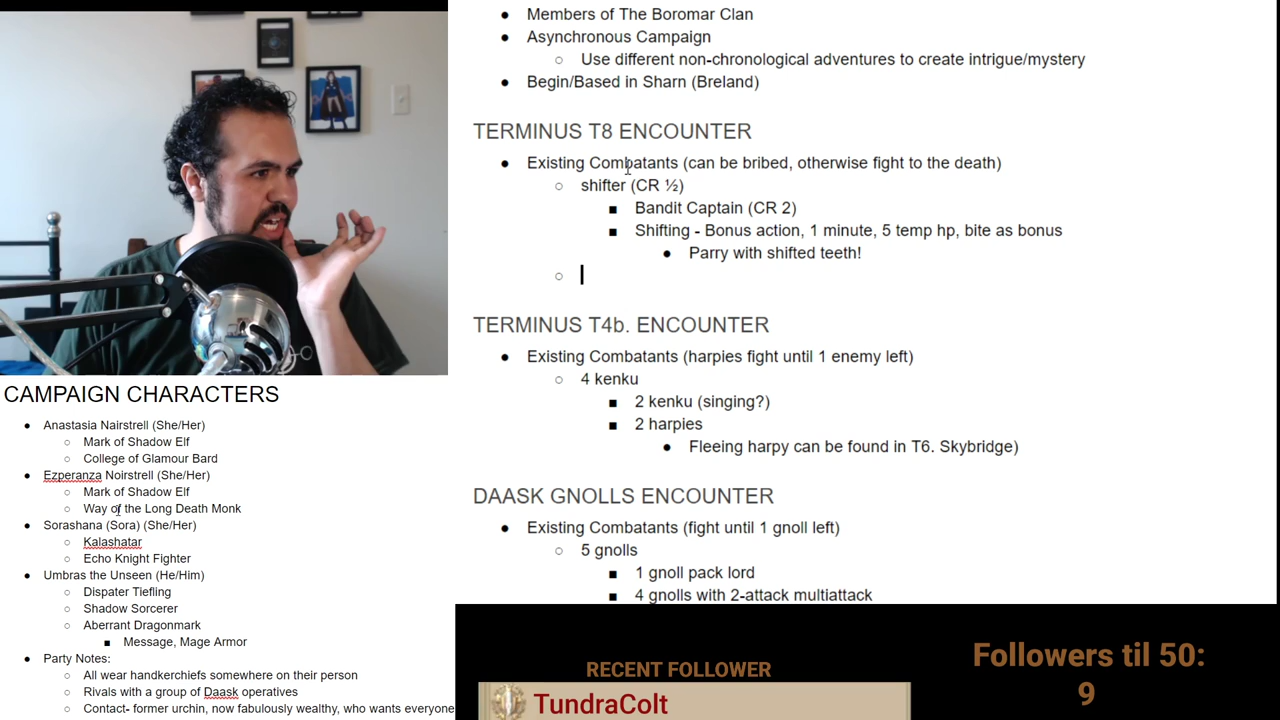 Members of The Boromar Clan
Asynchronous Campaign
Use different non-chronological adventures to create intrigue/mystery
Begin/Based in Sharn (Breland)
TERMINUS T8 ENCOUNTER
Existing Combatants (can be bribed, otherwise fight to the death)
shifter (CR ½)
Bandit Captain (CR 2)
Shifting - Bonus action, 1 minute, 5 temp hp, bite as bonus
Parry with shifted teeth!
TERMINUS T4b. ENCOUNTER
Existing Combatants (harpies fight until 1 enemy left)
4 kenku
2 kenku (singing?)
2 harpies
Fleeing harpy can be found in T6. Skybridge)
DAASK GNOLLS ENCOUNTER
Existing Combatants (fight until 1 gnoll left)
5 gnolls
1 gnoll pack lord
4 gnolls with 2-attack multiattack
CAMPAIGN CHARACTERS
Anastasia Nairstrell (She/Her)
Mark of Shadow Elf
College of Glamour Bard
Ezperanza Noirstrell (She/Her)
Mark of Shadow Elf
Way of the Long Death Monk
Sorashana (Sora) (She/Her)
Kalashatar
Echo Knight Fighter
Umbras the Unseen (He/Him)
Dispater Tiefling
Shadow Sorcerer
Aberrant Dragonmark
Message, Mage Armor
Party Notes:
All wear handkerchiefs somewhere on their person
Rivals with a group of Daask operatives
Contact- former urchin, now fabulously wealthy, who wants everyone
RECENT FOLLOWER
TundraColt
Followers til 50:
9